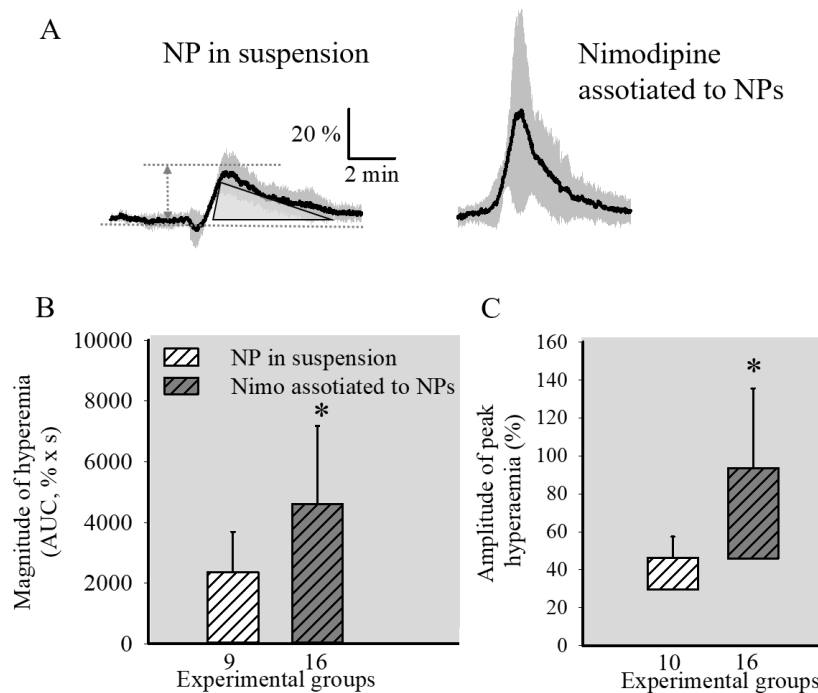 A
NP in suspension
Nimodipine
assotiated to NPs
20 %
2 min
B
Magnitude of hyperemia
(AUC, % x s)
10000
8000
6000
4000
2000
0
NP in suspension
Nimo assotiated to NPs
*
9 16
Experimental groups
C
Amplitude of peak
hyperaemia (%)
160
140
120
100
80
60
40
20
0
*
10 16
Experimental groups